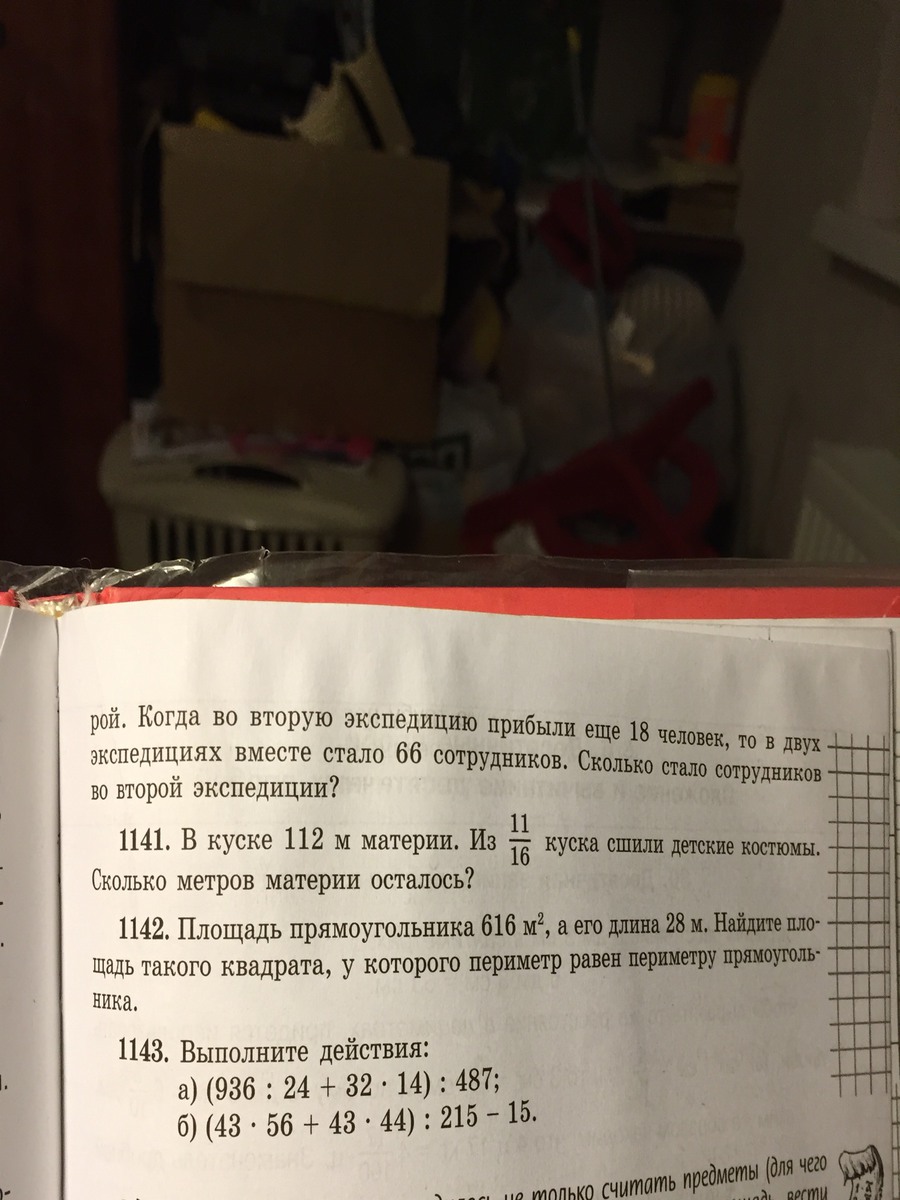 рой. Когда во вторую экспедицию прибыли еще 18 человек, то в двух
экспедициях вместе стало 66 сотрудников. Сколько стало сотрудников
во второй экспедиции?
1141. В куске 112 м материи. Из 11/16 куска сшили детские костюмы.
Сколько метров материи осталось?
1142. Площадь прямоугольника 616 м², а его длина 28 м. Найдите пло-
щадь такого квадрата, у которого периметр равен периметру прямоуголь-
ника.
1143. Выполните действия:
а) (936 : 24 + 32 · 14) : 487;
б) (43 · 56 + 43 · 44) : 215 − 15.
не только считать предметы (для чего
вести